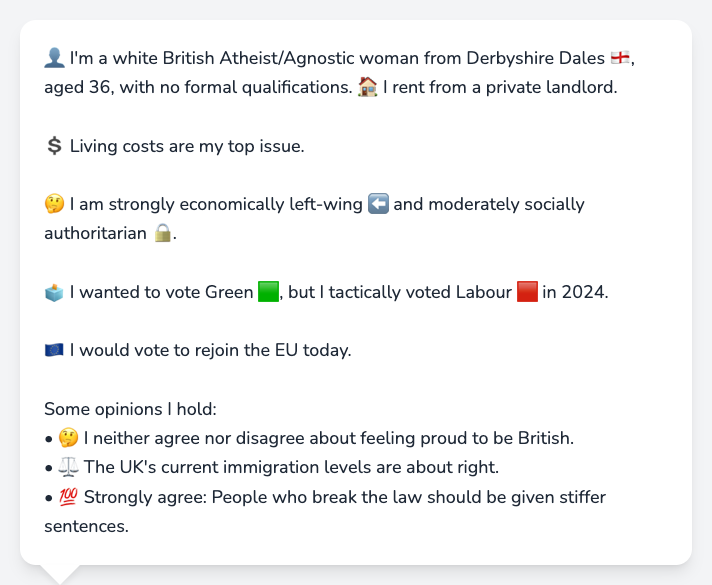 👤 I'm a white British Atheist/Agnostic woman from Derbyshire Dales 🏴󠁧󠁢󠁥󠁮󠁧󠁿,
aged 36, with no formal qualifications. 🏠 I rent from a private landlord.
💲 Living costs are my top issue.
🤔 I am strongly economically left-wing ⬅️ and moderately socially
authoritarian 🔒.
🗳️ I wanted to vote Green 🟩, but I tactically voted Labour 🟥 in 2024.
🇪🇺 I would vote to rejoin the EU today.
Some opinions I hold:
• 🤔 I neither agree nor disagree about feeling proud to be British.
• ⚖️ The UK's current immigration levels are about right.
• 💯 Strongly agree: People who break the law should be given stiffer
sentences.